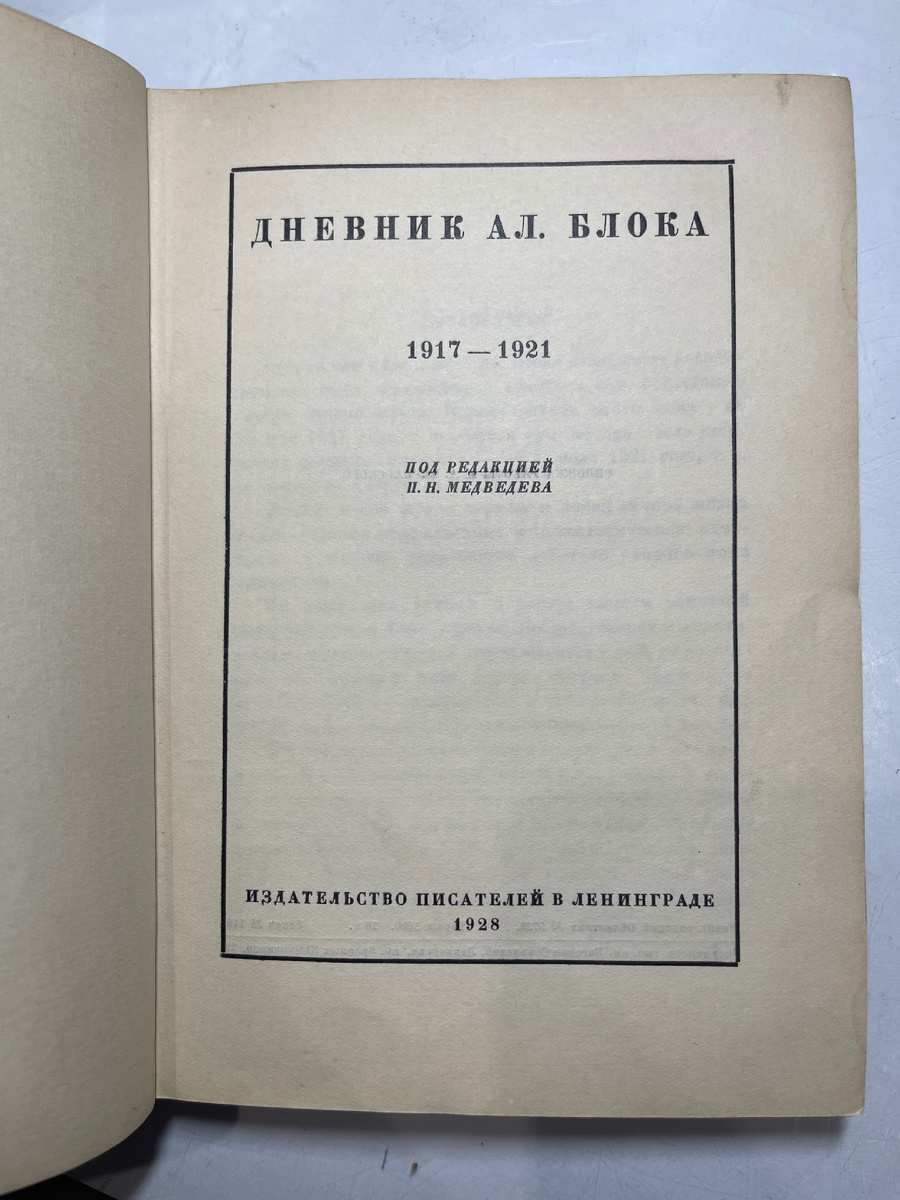 ДНЕВНИК АЛ. БЛОКА
1917 — 1921
ПОД РЕДАКЦИЕЙ
П. Н. МЕДВЕДЕВА
ИЗДАТЕЛЬСТВО ПИСАТЕЛЕЙ В ЛЕНИНГРАДЕ
1928